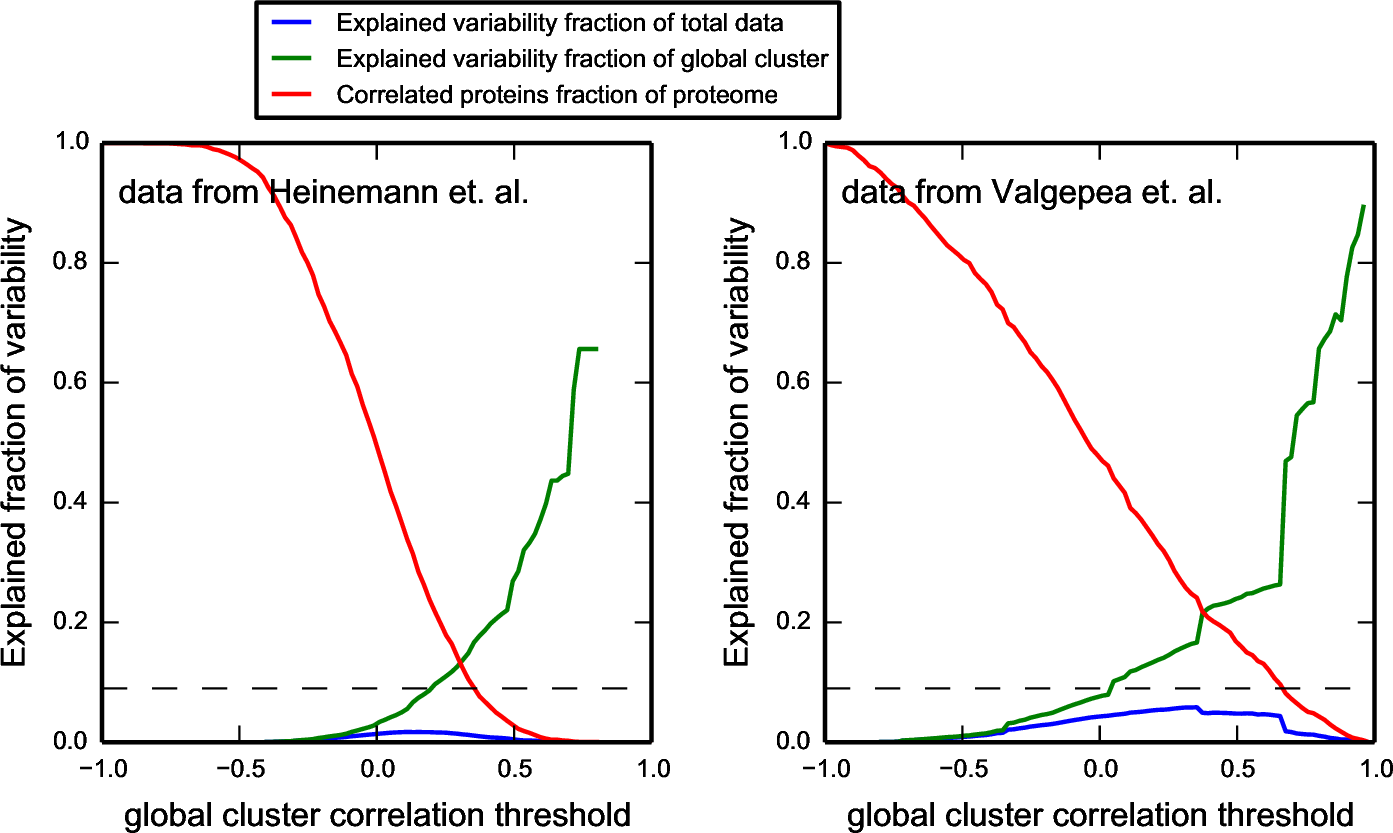 Explained variability fraction of total data
Explained variability fraction of global cluster
Correlated proteins fraction of proteome
Explained fraction of variability
1.0
0.8
0.6
0.4
0.2
0.0
data from Heinemann et. al.
−1.0 −0.5 0.0 0.5 1.0
global cluster correlation threshold
Explained fraction of variability
1.0
0.8
0.6
0.4
0.2
0.0
data from Valgepea et. al.
−1.0 −0.5 0.0 0.5 1.0
global cluster correlation threshold